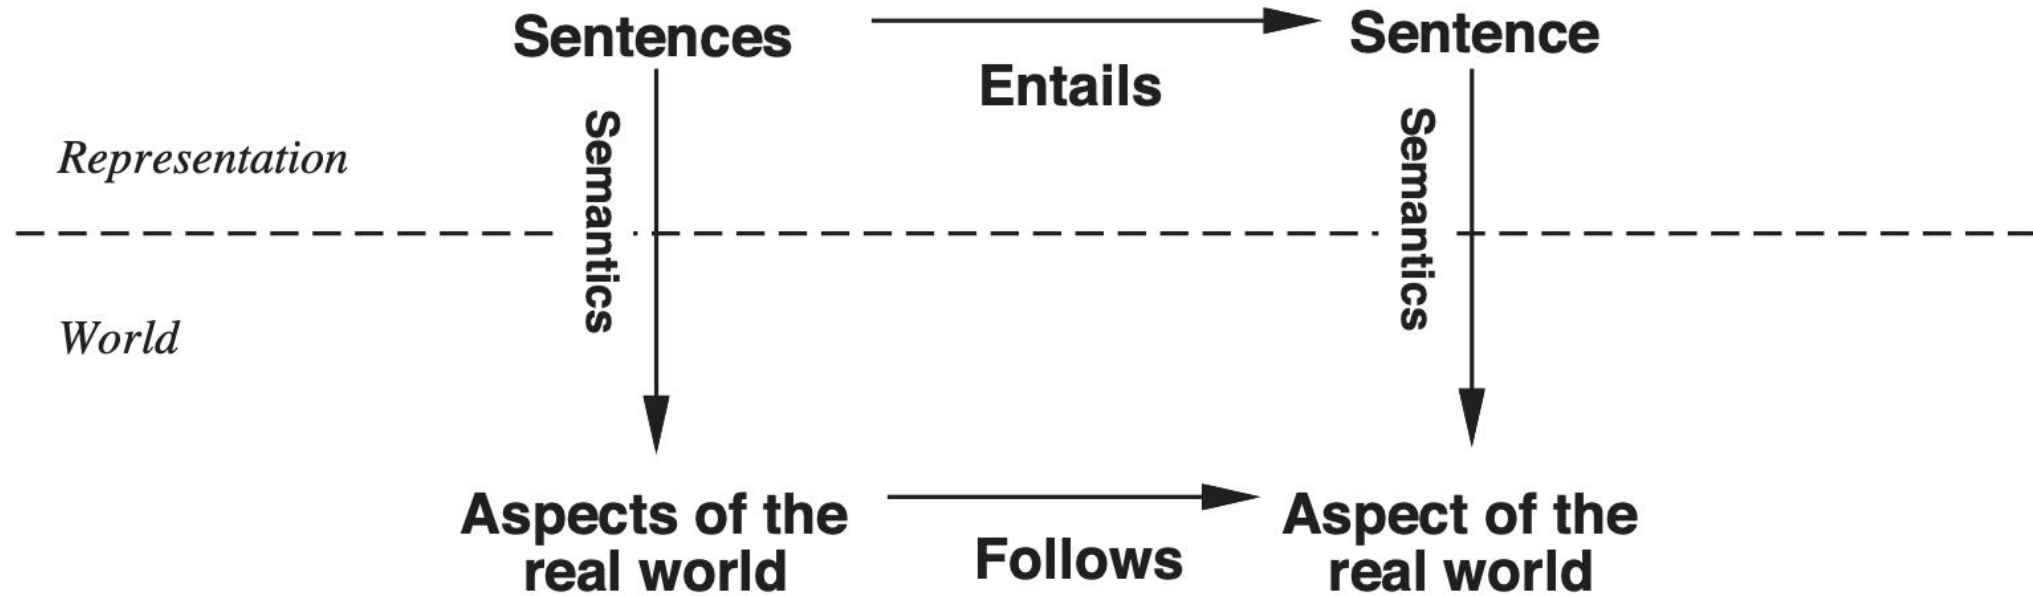 Sentences
Sentence
Entails
Semantics
Semantics
Representation
World
Aspects of the
real world
Follows
Aspect of the
real world